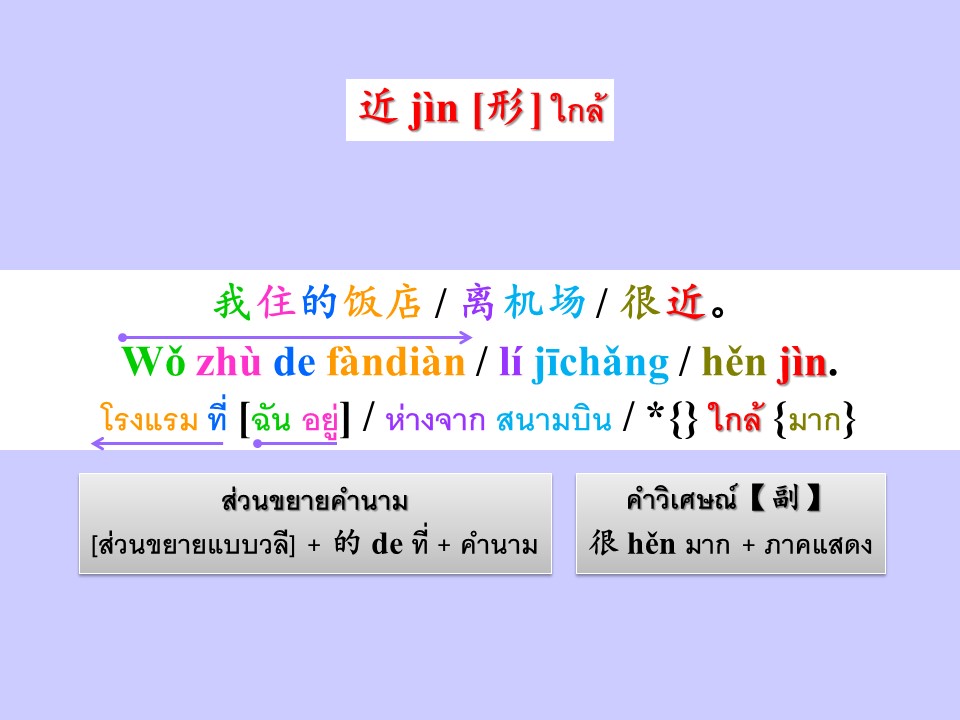 近 jìn [形] ใกล้
我住的饭店 / 离机场 / 很近。
Wǒ zhù de fàndiàn / lí jīchǎng / hěn jìn.
โรงแรม ที่ [ฉัน อยู่] / ห่างจาก สนามบิน / *{} ใกล้ {มาก}
ส่วนขยายคำนาม
[ส่วนขยายแบบวลี] + 的 de ที่ + คำนาม
คำวิเศษณ์【副】
很 hěn มาก + ภาคแสดง